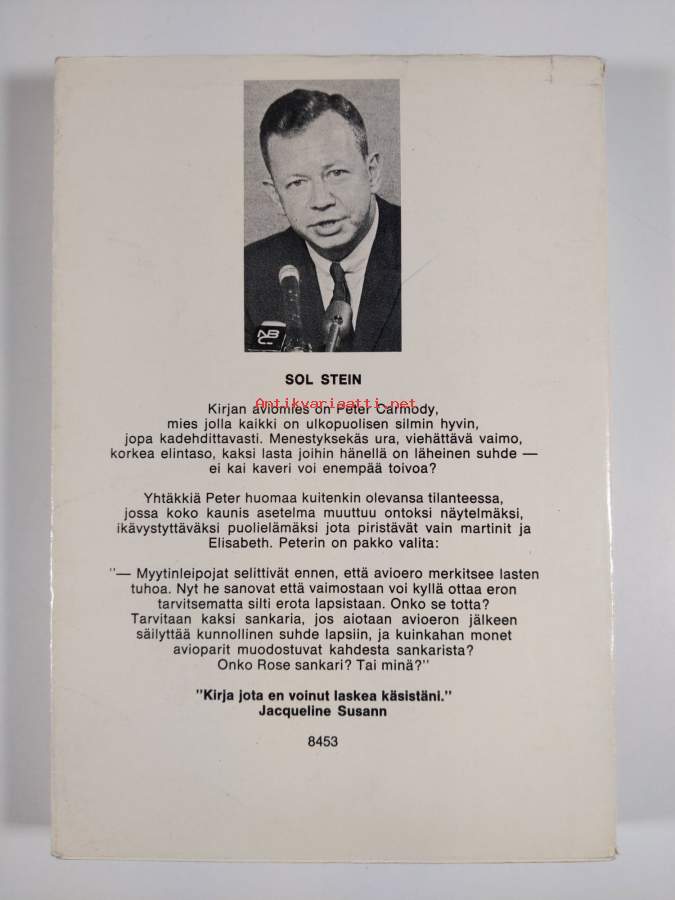 ABC
SOL STEIN
Antikvariaatti.net
Kirjan aviomies on Peter Carmody,
mies jolla kaikki on ulkopuolisen silmin hyvin,
jopa kadehdittavasti. Menestyksekäs ura, viehättävä vaimo,
korkea elintaso, kaksi lasta joihin hänellä on läheinen suhde —
ei kai kaveri voi enempää toivoa?
Yhtäkkiä Peter huomaa kuitenkin olevansa tilanteessa,
jossa koko kaunis asetelma muuttuu ontoksi näytelmäksi,
ikävystyttäväksi puolielämäksi jota piristävät vain martinit ja
Elisabeth. Peterin on pakko valita:
"— Myytinleipojat selittivät ennen, että avioero merkitsee lasten
tuhoa. Nyt he sanovat että vaimostaan voi kyllä ottaa eron
tarvitsematta silti erota lapsistaan. Onko se totta?
Tarvitaan kaksi sankaria, jos aiotaan avioeron jälkeen
säilyttää kunnollinen suhde lapsiin, ja kuinkahan monet
avioparit muodostuvat kahdesta sankarista?
Onko Rose sankari? Tai minä?"
"Kirja jota en voinut laskea käsistäni."
Jacqueline Susann
8453